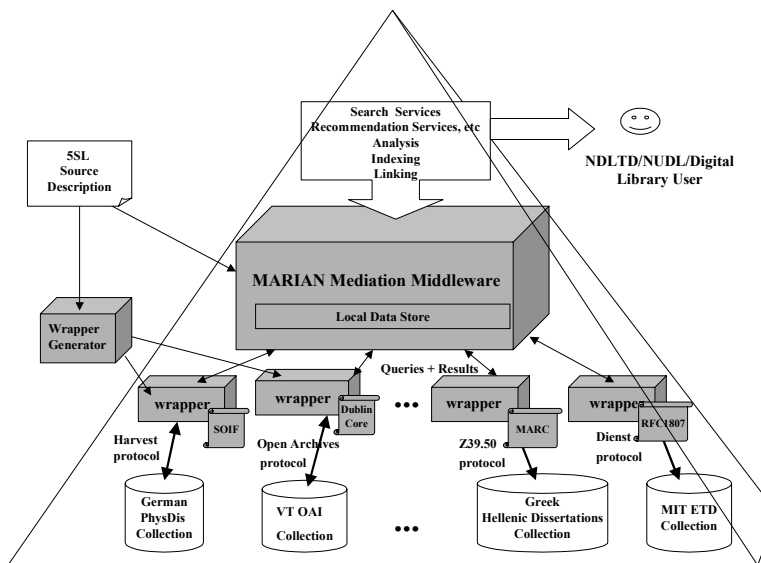 Search Services
Recommendation Services, etc
Analysis
Indexing
Linking
NDLTD/NUDL/Digital
Library User
5SL
Source
Description
MARIAN Mediation Middleware
Local Data Store
Wrapper
Generator
Queries + Results
wrapper
SOIF
wrapper
Dublin
Core
...
wrapper
MARC
wrapper
RFC1807
Harvest
protocol
Open Archives
protocol
Z39.50
protocol
Dienst
protocol
German
PhysDis
Collection
VT OAI
Collection
...
Greek
Hellenic Dissertations
Collection
MIT ETD
Collection